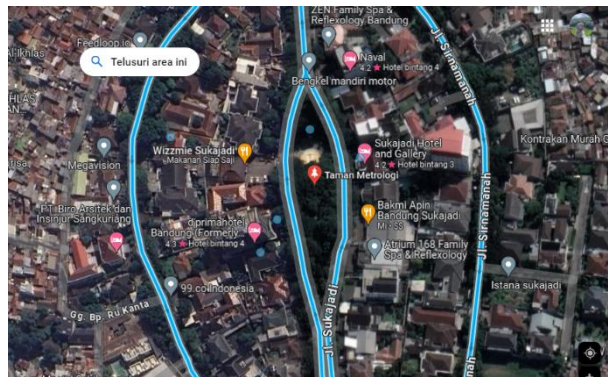 ZEN Family Spa &
Reflexology Bandung
Feedloop.io
Al Ikhlas
Telusuri area ini
Naval
4.2 ★ Hotel bintang 4
Jl. Sirnamanah
Bengkel mandiri motor
Wizzmie Sukajadi
Makanan Siap Saji
Sukajadi Hotel
and Gallery
4.2 ★ Hotel bintang 3
Kontrakan Murah
Megavision
Taman Metrologi
PT Biro Arsitek dan
Insinjur Sangkuriang
d'primahotel
Bandung (Formerly
4.3 ★ Hotel bintang 4
Bakmi Apin
Bandung Sukajadi
Atrium 168 Family
Spa & Reflexology
Jl. Sirnamanah
99.co Indonesia
Istana sukajadi
Gg. Bp. Ru Kanta
Jl. Sukajadi